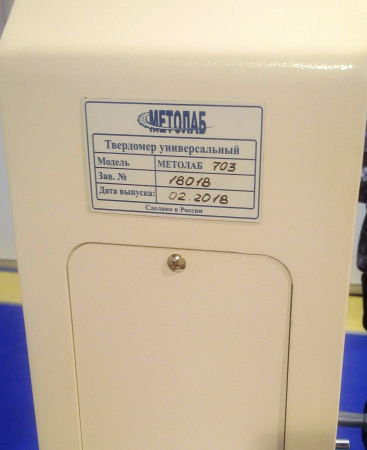 МЕТОЛАБ
Твердомер универсальный
Модель МЕТОЛАБ 703
Зав. № 18018
Дата выпуска: 02.2018
Сделано в России